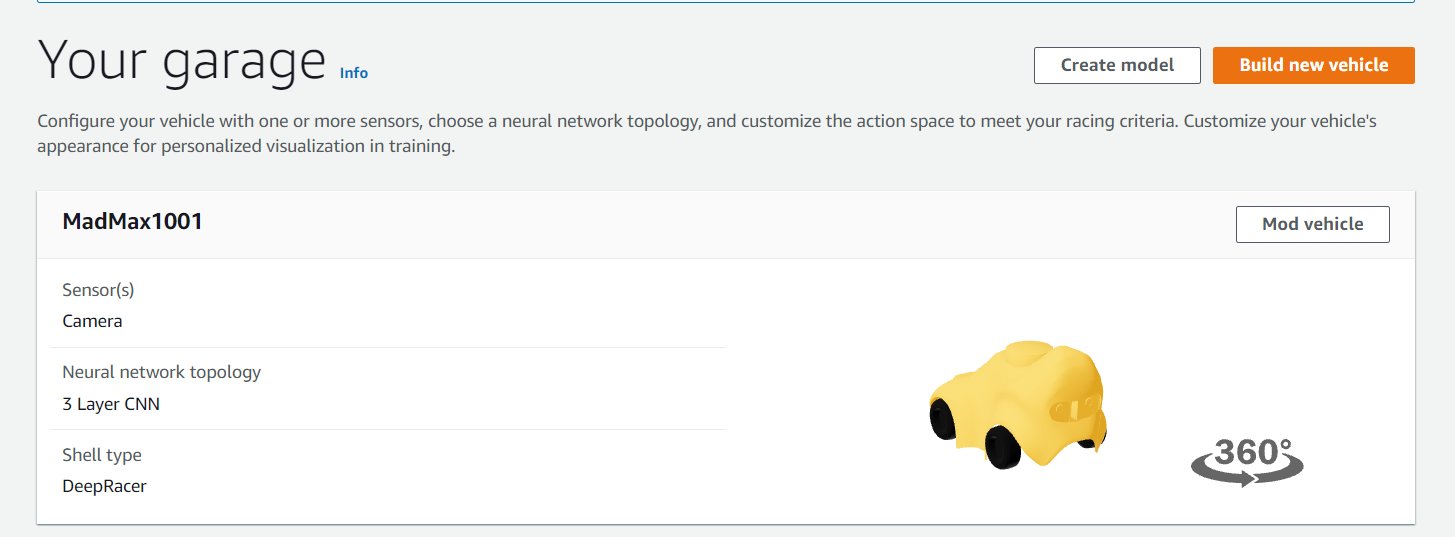 Your garage Info
Create model
Build new vehicle
Configure your vehicle with one or more sensors, choose a neural network topology, and customize the action space to meet your racing criteria. Customize your vehicle's
appearance for personalized visualization in training.
MadMax1001
Mod vehicle
Sensor(s)
Camera
Neural network topology
3 Layer CNN
Shell type
DeepRacer
360°